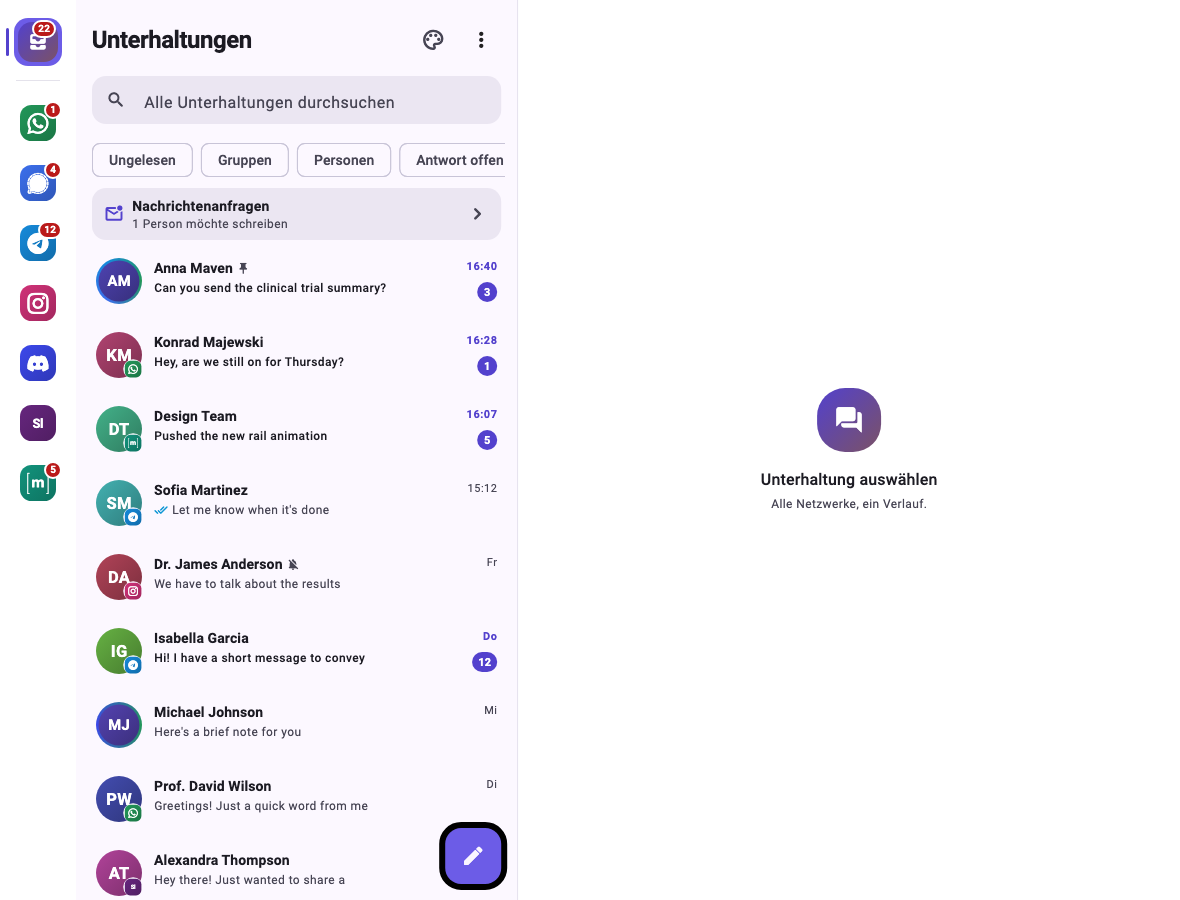 22
1
4
12
Sl
[m]
5
Unterhaltungen
Alle Unterhaltungen durchsuchen
Ungelesen
Gruppen
Personen
Antwort offen
Nachrichtenanfragen
1 Person möchte schreiben
AM
Anna Maven
16:40
Can you send the clinical trial summary?
3
KM
Konrad Majewski
16:28
Hey, are we still on for Thursday?
1
DT
[m]
Design Team
16:07
Pushed the new rail animation
5
SM
Sofia Martinez
15:12
Let me know when it's done
DA
Dr. James Anderson
Fr
We have to talk about the results
IG
Isabella Garcia
Do
Hi! I have a short message to convey
12
MJ
Michael Johnson
Mi
Here's a brief note for you
PW
Prof. David Wilson
Di
Greetings! Just a quick word from me
AT
Sl
Alexandra Thompson
Hey there! Just wanted to share a
Unterhaltung auswählen
Alle Netzwerke, ein Verlauf.